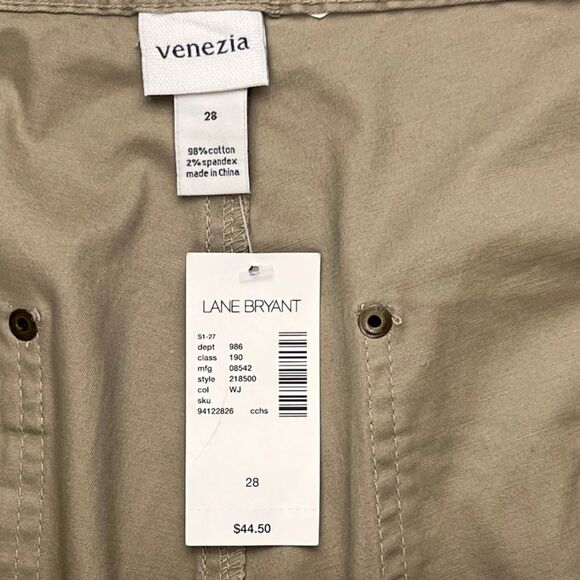 venezia
28
98%cotton
2%spandex
made in China
LANE BRYANT
S1-27
dept 986
class 190
mfg 08542
style 218500
col WJ
sku
94122826 cchs
28
$44.50